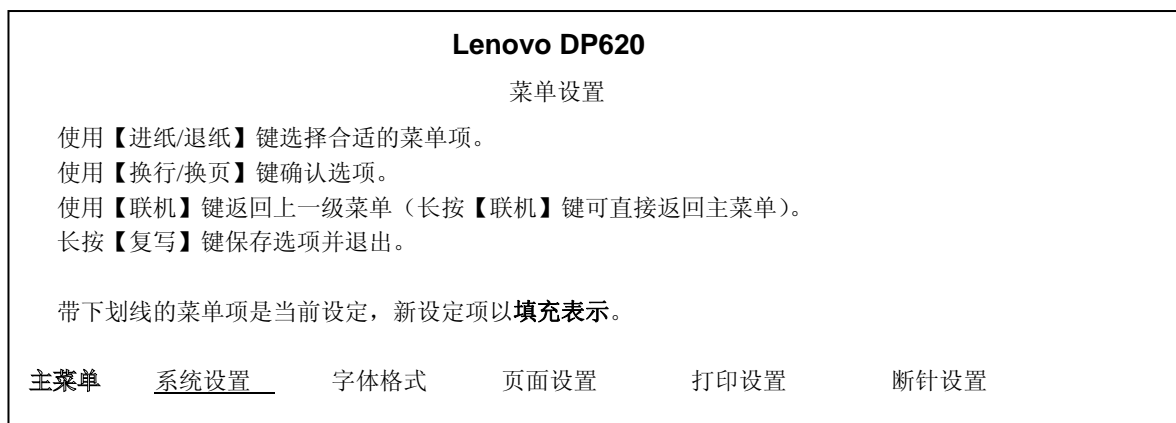 Lenovo DP620
菜单设置
使用【进纸/退纸】键选择合适的菜单项。
使用【换行/换页】键确认选项。
使用【联机】键返回上一级菜单（长按【联机】键可直接返回主菜单）。
长按【复写】键保存选项并退出。
带下划线的菜单项是当前设定，新设定项以填充表示。
主菜单 系统设置 字体格式 页面设置 打印设置 断针设置